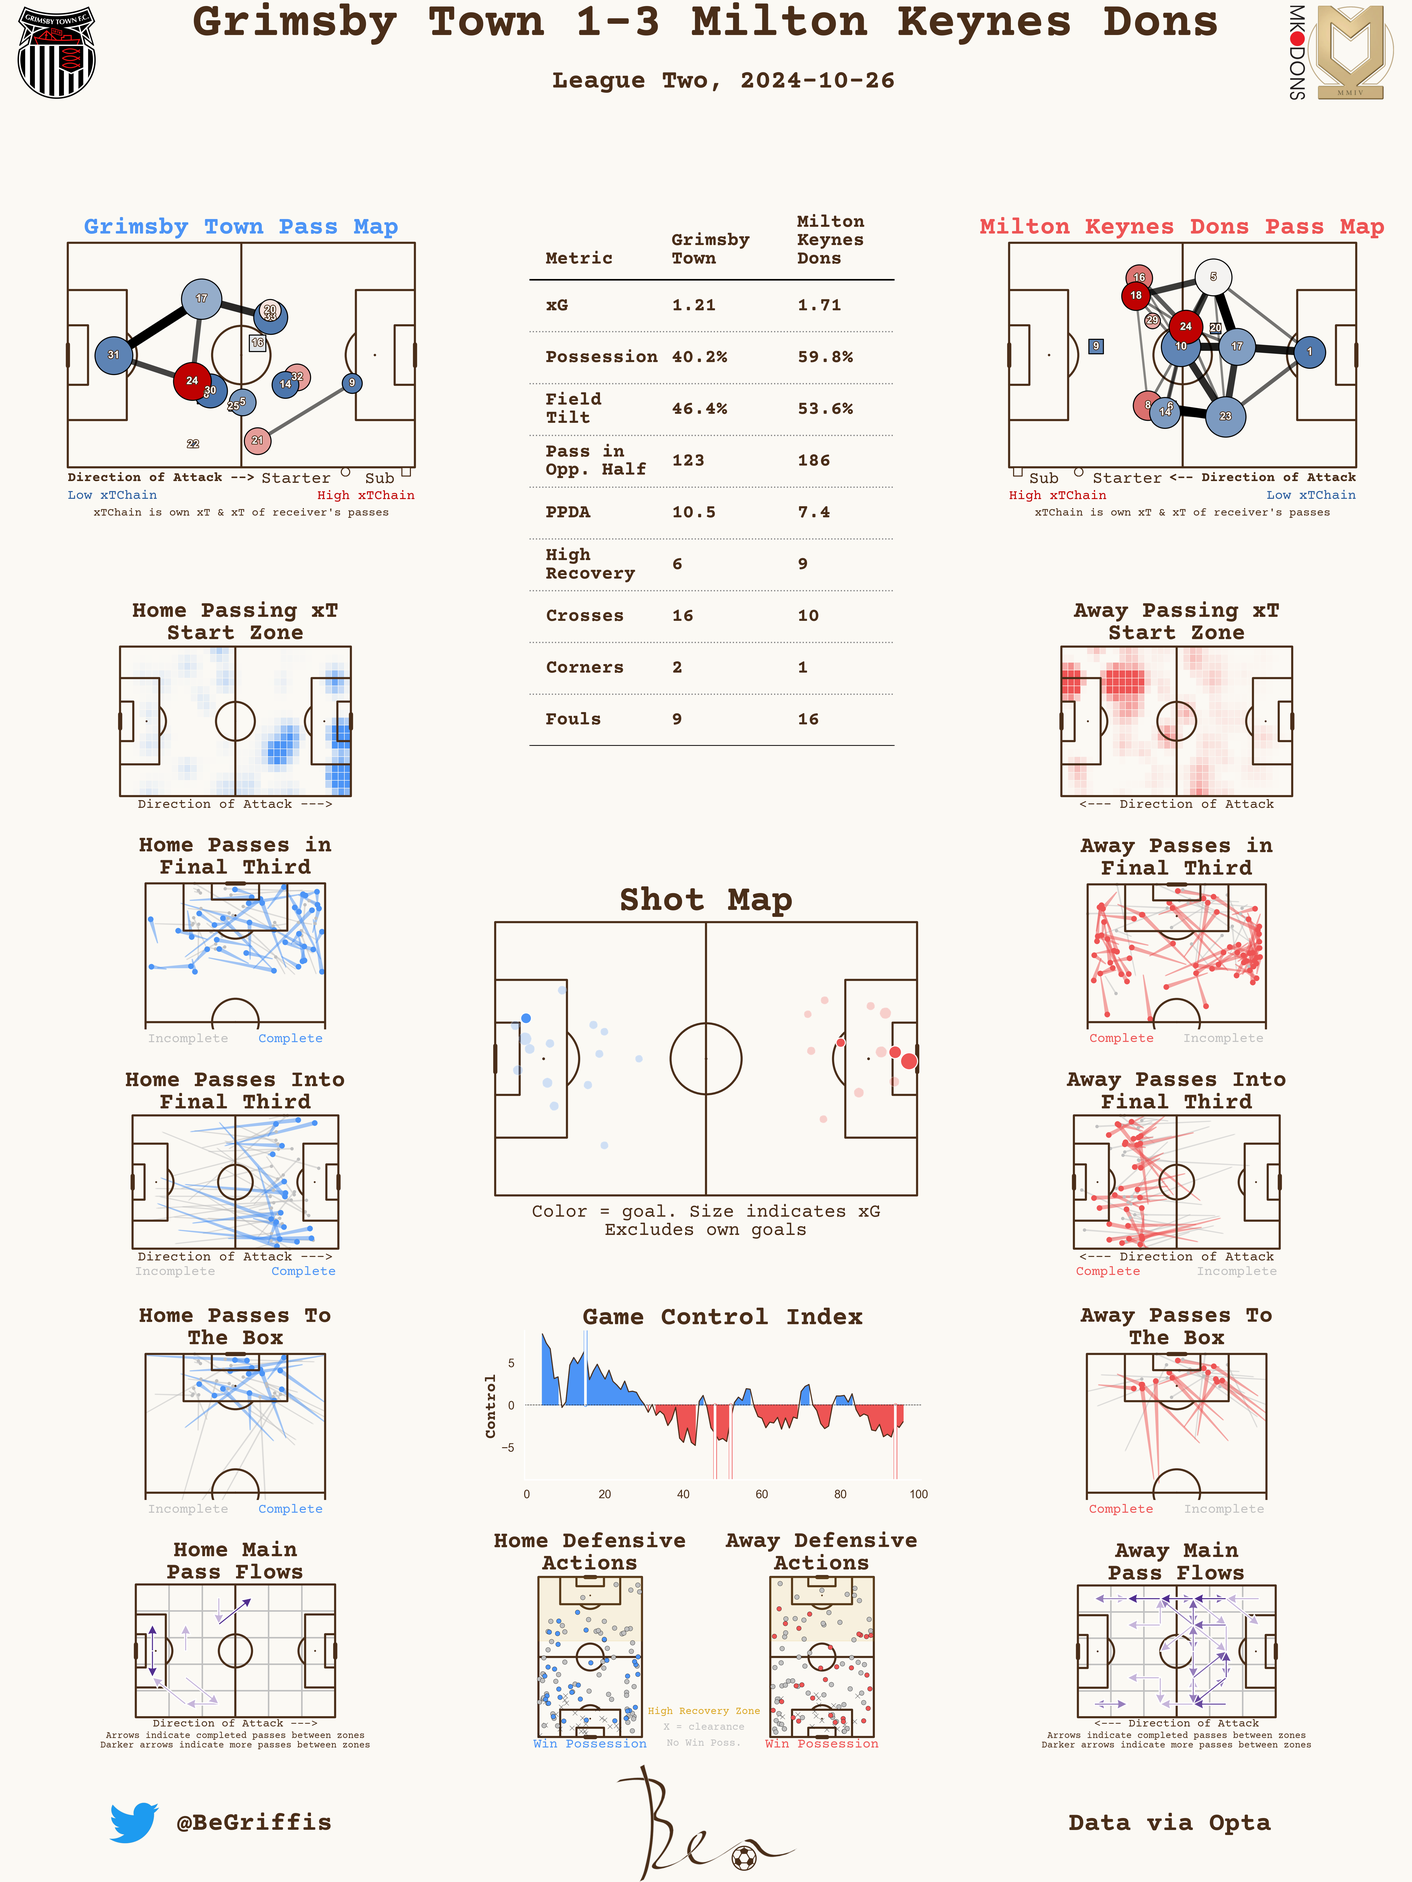 Grimsby Town 1-3 Milton Keynes Dons
League Two, 2024-10-26
GRIMSBY TOWN F.C.
MK DONS
MMIV
Grimsby Town Pass Map
17
20
16
31
24
30
32
14
9
25
5
21
22
Direction of Attack --> Starter Sub
Low xTChain High xTChain
xTChain is own xT & xT of receiver's passes
Metric Grimsby Town Milton Keynes Dons
xG 1.21 1.71
Possession 40.2% 59.8%
Field Tilt 46.4% 53.6%
Pass in Opp. Half 123 186
PPDA 10.5 7.4
High Recovery 6 9
Crosses 16 10
Corners 2 1
Fouls 9 16
Milton Keynes Dons Pass Map
16
5
18
29
24
20
9
10
17
1
8
6
14
23
Sub Starter <-- Direction of Attack
High xTChain Low xTChain
xTChain is own xT & xT of receiver's passes
Home Passing xT
Start Zone
Direction of Attack --->
Away Passing xT
Start Zone
<--- Direction of Attack
Home Passes in
Final Third
Incomplete Complete
Away Passes in
Final Third
Complete Incomplete
Shot Map
Color = goal. Size indicates xG
Excludes own goals
Home Passes Into
Final Third
Direction of Attack --->
Incomplete Complete
Away Passes Into
Final Third
<--- Direction of Attack
Complete Incomplete
Home Passes To
The Box
Incomplete Complete
Game Control Index
Control
5
0
−5
0 20 40 60 80 100
Away Passes To
The Box
Complete Incomplete
Home Main
Pass Flows
Direction of Attack --->
Arrows indicate completed passes between zones
Darker arrows indicate more passes between zones
Home Defensive
Actions
Win Possession
Away Defensive
Actions
Win Possession
High Recovery Zone
X = clearance
No Win Poss.
Away Main
Pass Flows
<--- Direction of Attack
Arrows indicate completed passes between zones
Darker arrows indicate more passes between zones
@BeGriffis
Ben
Data via Opta